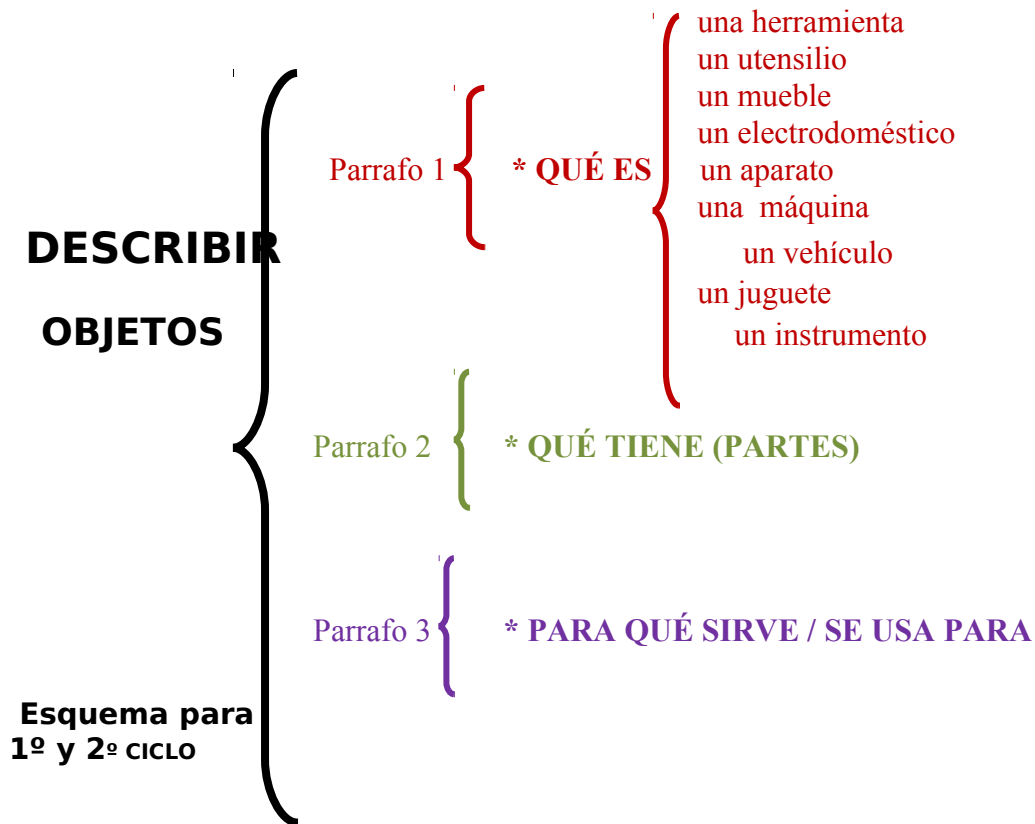 DESCRIBIR
OBJETOS
Parrafo 1
* QUÉ ES
una herramienta
un utensilio
un mueble
un electrodoméstico
un aparato
una máquina
un vehículo
un juguete
un instrumento
Parrafo 2
* QUÉ TIENE (PARTES)
Parrafo 3
* PARA QUÉ SIRVE / SE USA PARA
Esquema para
1º y 2º CICLO